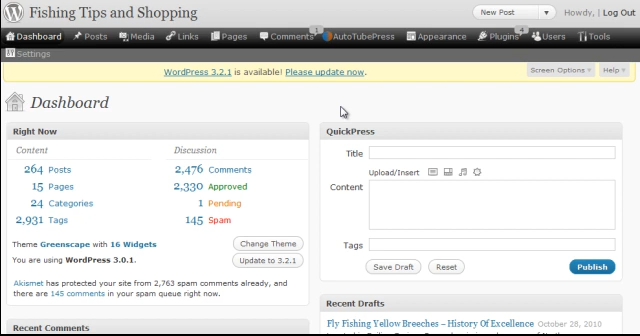 Fishing Tips and Shopping
New Post
Howdy, | Log Out
Dashboard Posts Media Links Pages Comments 1 AutoTubePress Appearance Plugins 4 Users Tools
Settings
WordPress 3.2.1 is available! Please update now.
Screen Options Help
Dashboard
Right Now
Content
Discussion
264 Posts
2,476 Comments
15 Pages
2,330 Approved
24 Categories
1 Pending
2,931 Tags
145 Spam
Theme Greenscape with 16 Widgets
Change Theme
You are using WordPress 3.0.1.
Update to 3.2.1
Akismet has protected your site from 2,763 spam comments already, and
there are 145 comments in your spam queue right now.
Recent Comments
QuickPress
Title
Upload/Insert
Content
Tags
Save Draft Reset Publish
Recent Drafts
Fly Fishing Yellow Breeches – History Of Excellence October 28, 2010